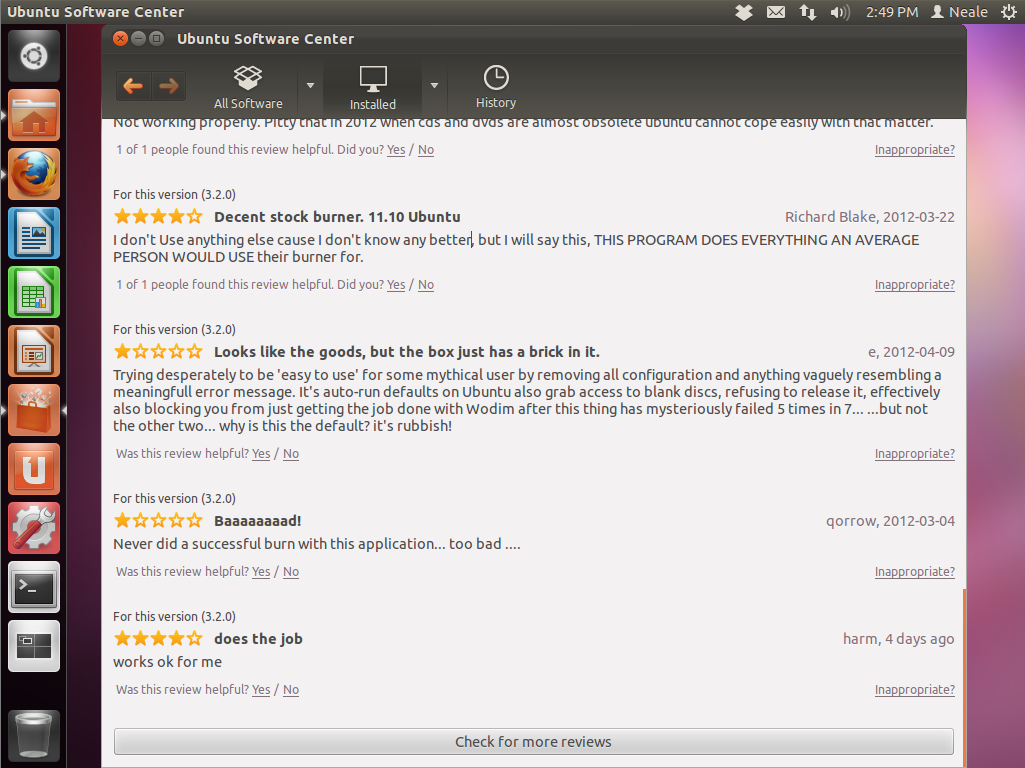 Ubuntu Software Center
2:49 PM
Neale
Ubuntu Software Center
All Software
Installed
History
Not working properly. Pitty that in 2012 when cds and dvds are almost obsolete ubuntu cannot cope easily with that matter.
1 of 1 people found this review helpful. Did you? Yes / No
Inappropriate?
For this version (3.2.0)
Decent stock burner. 11.10 Ubuntu
Richard Blake, 2012-03-22
I don't Use anything else cause I don't know any better, but I will say this, THIS PROGRAM DOES EVERYTHING AN AVERAGE
PERSON WOULD USE their burner for.
1 of 1 people found this review helpful. Did you? Yes / No
Inappropriate?
For this version (3.2.0)
Looks like the goods, but the box just has a brick in it.
e, 2012-04-09
Trying desperately to be 'easy to use' for some mythical user by removing all configuration and anything vaguely resembling a
meaningfull error message. It's auto-run defaults on Ubuntu also grab access to blank discs, refusing to release it, effectively
also blocking you from just getting the job done with Wodim after this thing has mysteriously failed 5 times in 7... ...but not
the other two... why is this the default? it's rubbish!
Was this review helpful? Yes / No
Inappropriate?
For this version (3.2.0)
Baaaaaaaad!
qorrow, 2012-03-04
Never did a successful burn with this application... too bad ....
Was this review helpful? Yes / No
Inappropriate?
For this version (3.2.0)
does the job
harm, 4 days ago
works ok for me
Was this review helpful? Yes / No
Inappropriate?
Check for more reviews